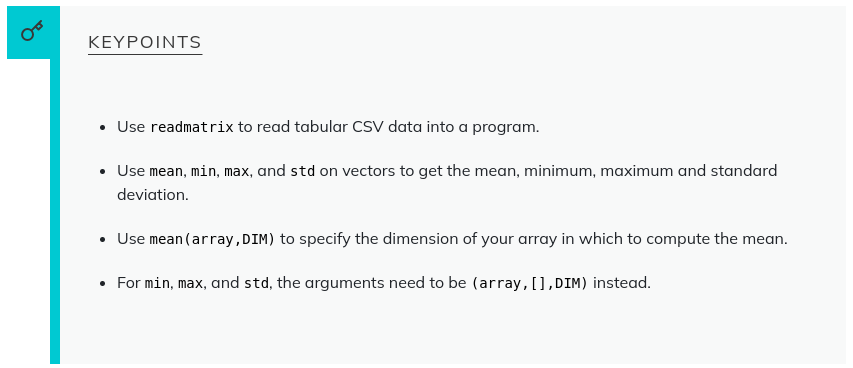 KEYPOINTS
• Use readmatrix to read tabular CSV data into a program.
• Use mean, min, max, and std on vectors to get the mean, minimum, maximum and standard
deviation.
• Use mean(array,DIM) to specify the dimension of your array in which to compute the mean.
• For min, max, and std, the arguments need to be (array,[],DIM) instead.